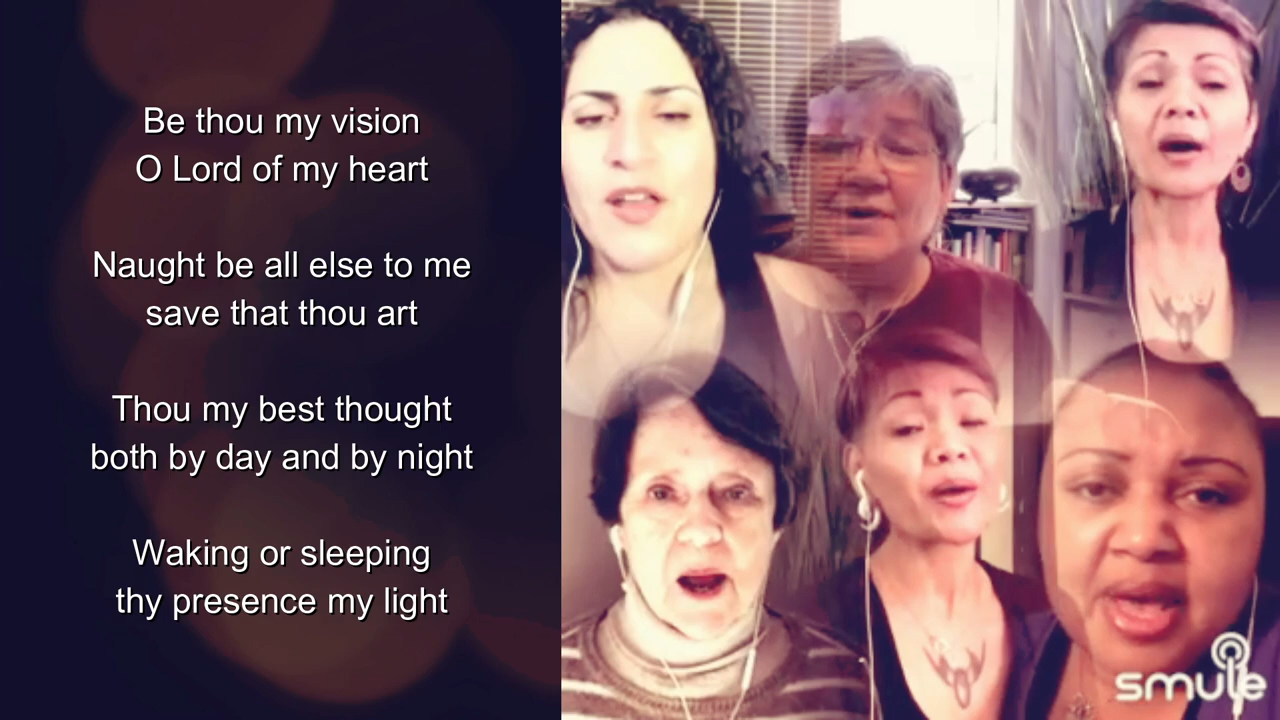 Be thou my vision
O Lord of my heart
Naught be all else to me
save that thou art
Thou my best thought
both by day and by night
Waking or sleeping
thy presence my light
smule